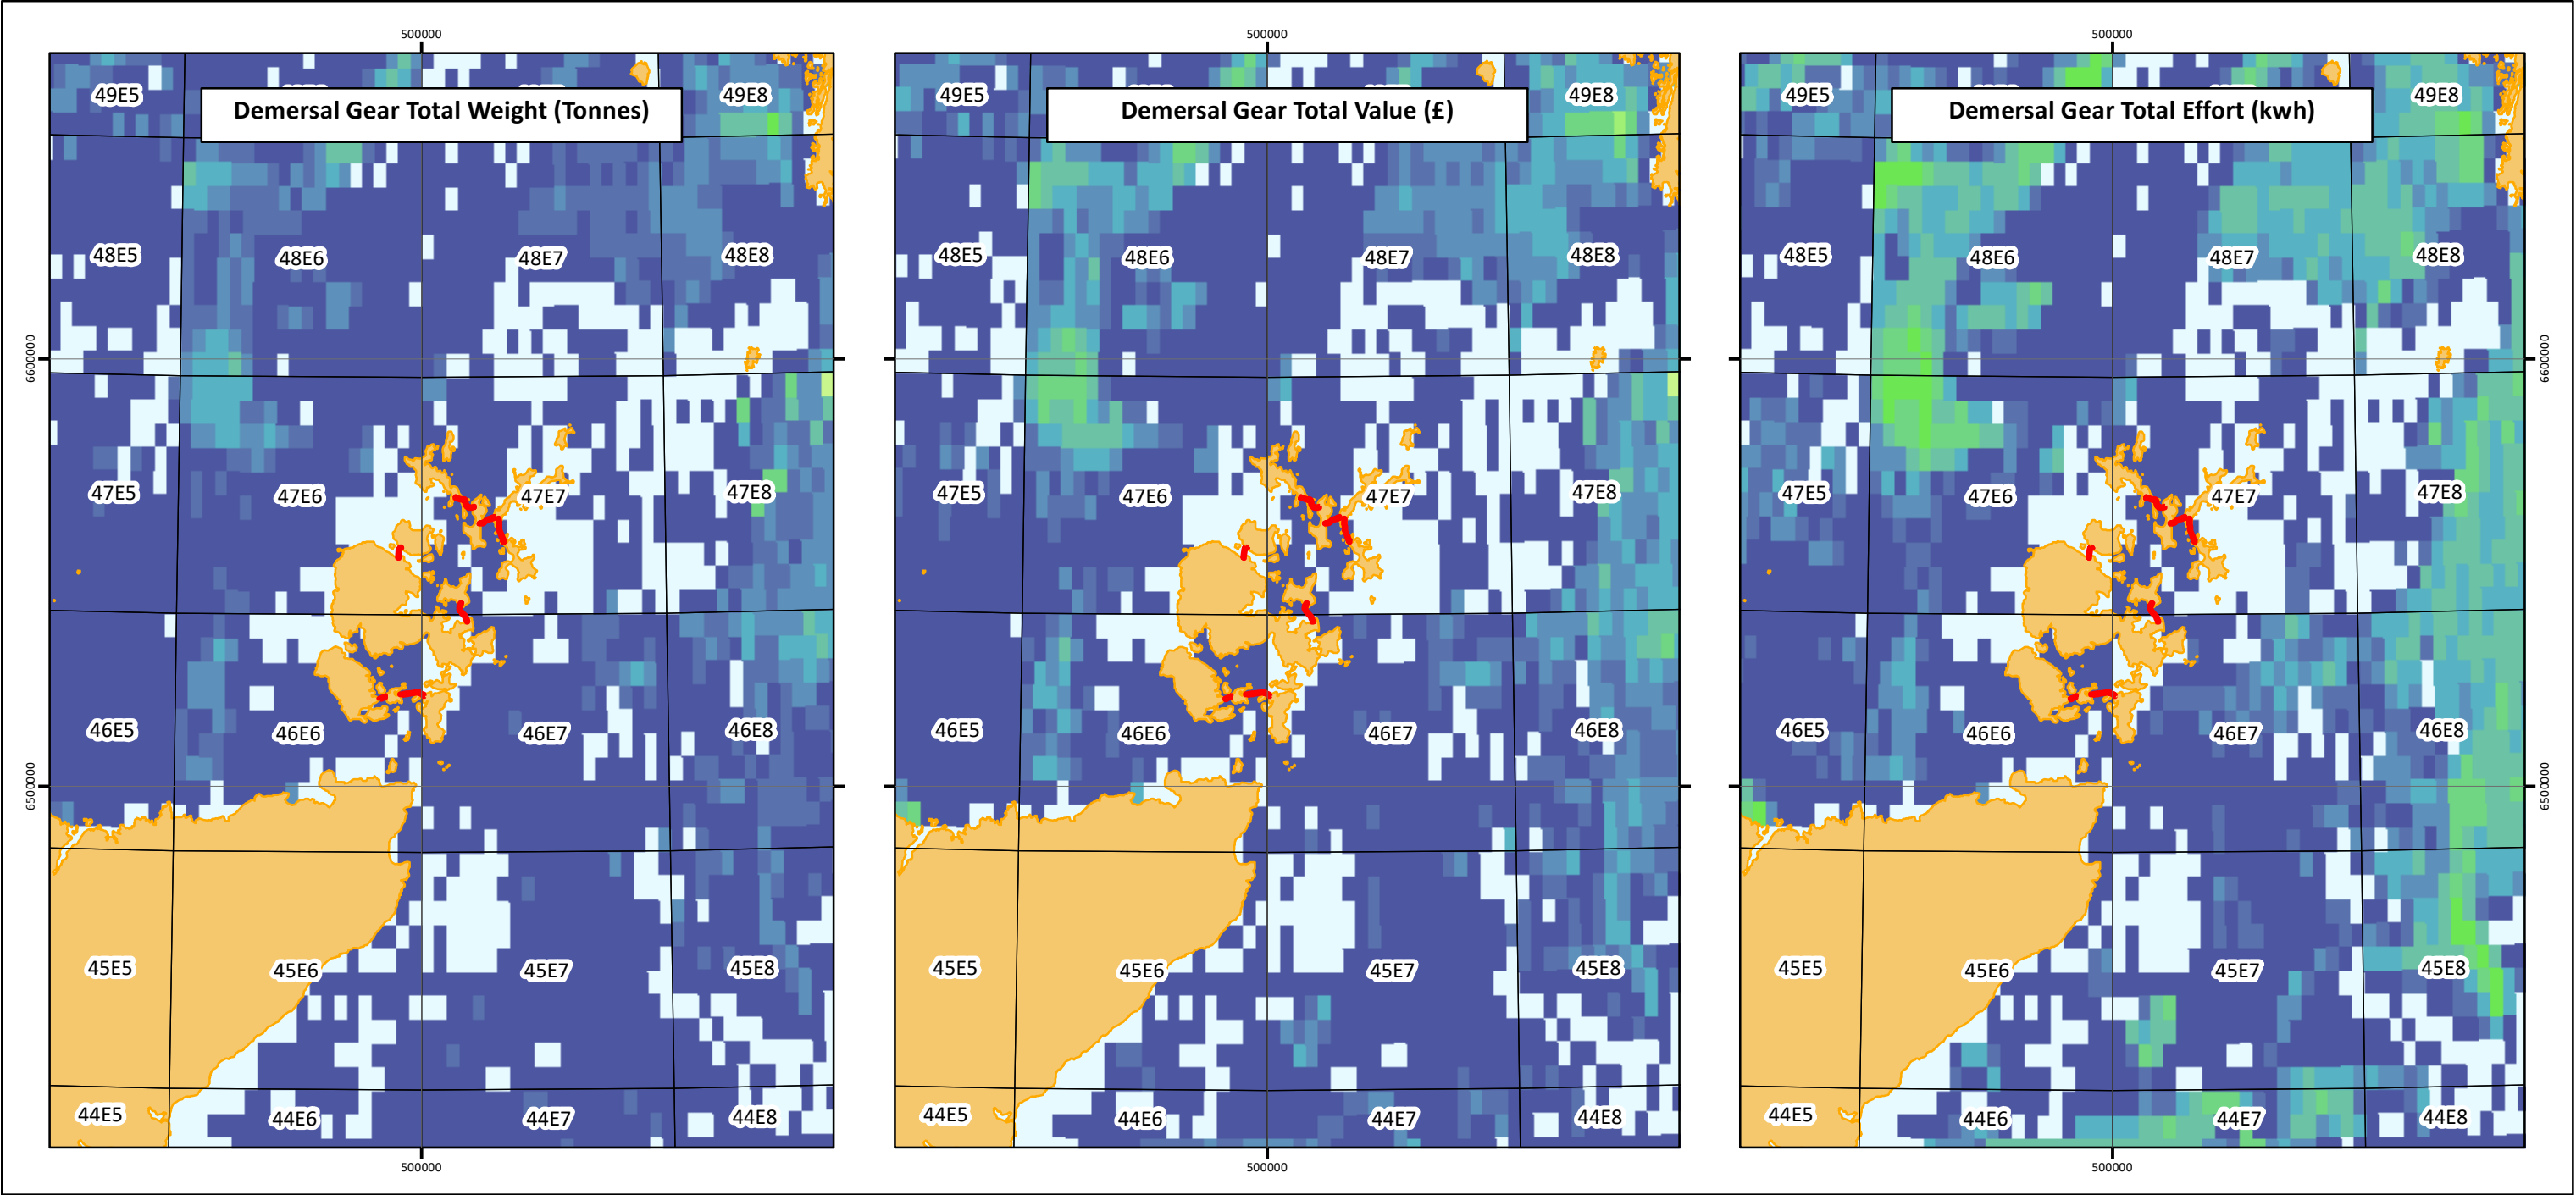 500000
500000
500000
49E5
49E8
49E5
49E8
49E5
49E8
Demersal Gear Total Weight (Tonnes)
Demersal Gear Total Value (£)
Demersal Gear Total Effort (kwh)
48E5
48E6
48E7
48E8
48E5
48E6
48E7
48E8
48E5
48E6
48E7
48E8
6600000
6600000
47E5
47E6
47E7
47E8
47E5
47E6
47E7
47E8
47E5
47E6
47E7
47E8
46E5
46E6
46E7
46E8
46E5
46E6
46E7
46E8
46E5
46E6
46E7
46E8
6500000
6500000
45E5
45E6
45E7
45E8
45E5
45E6
45E7
45E8
45E5
45E6
45E7
45E8
44E5
44E6
44E7
44E8
44E5
44E6
44E7
44E8
44E5
44E6
44E7
44E8
500000
500000
500000